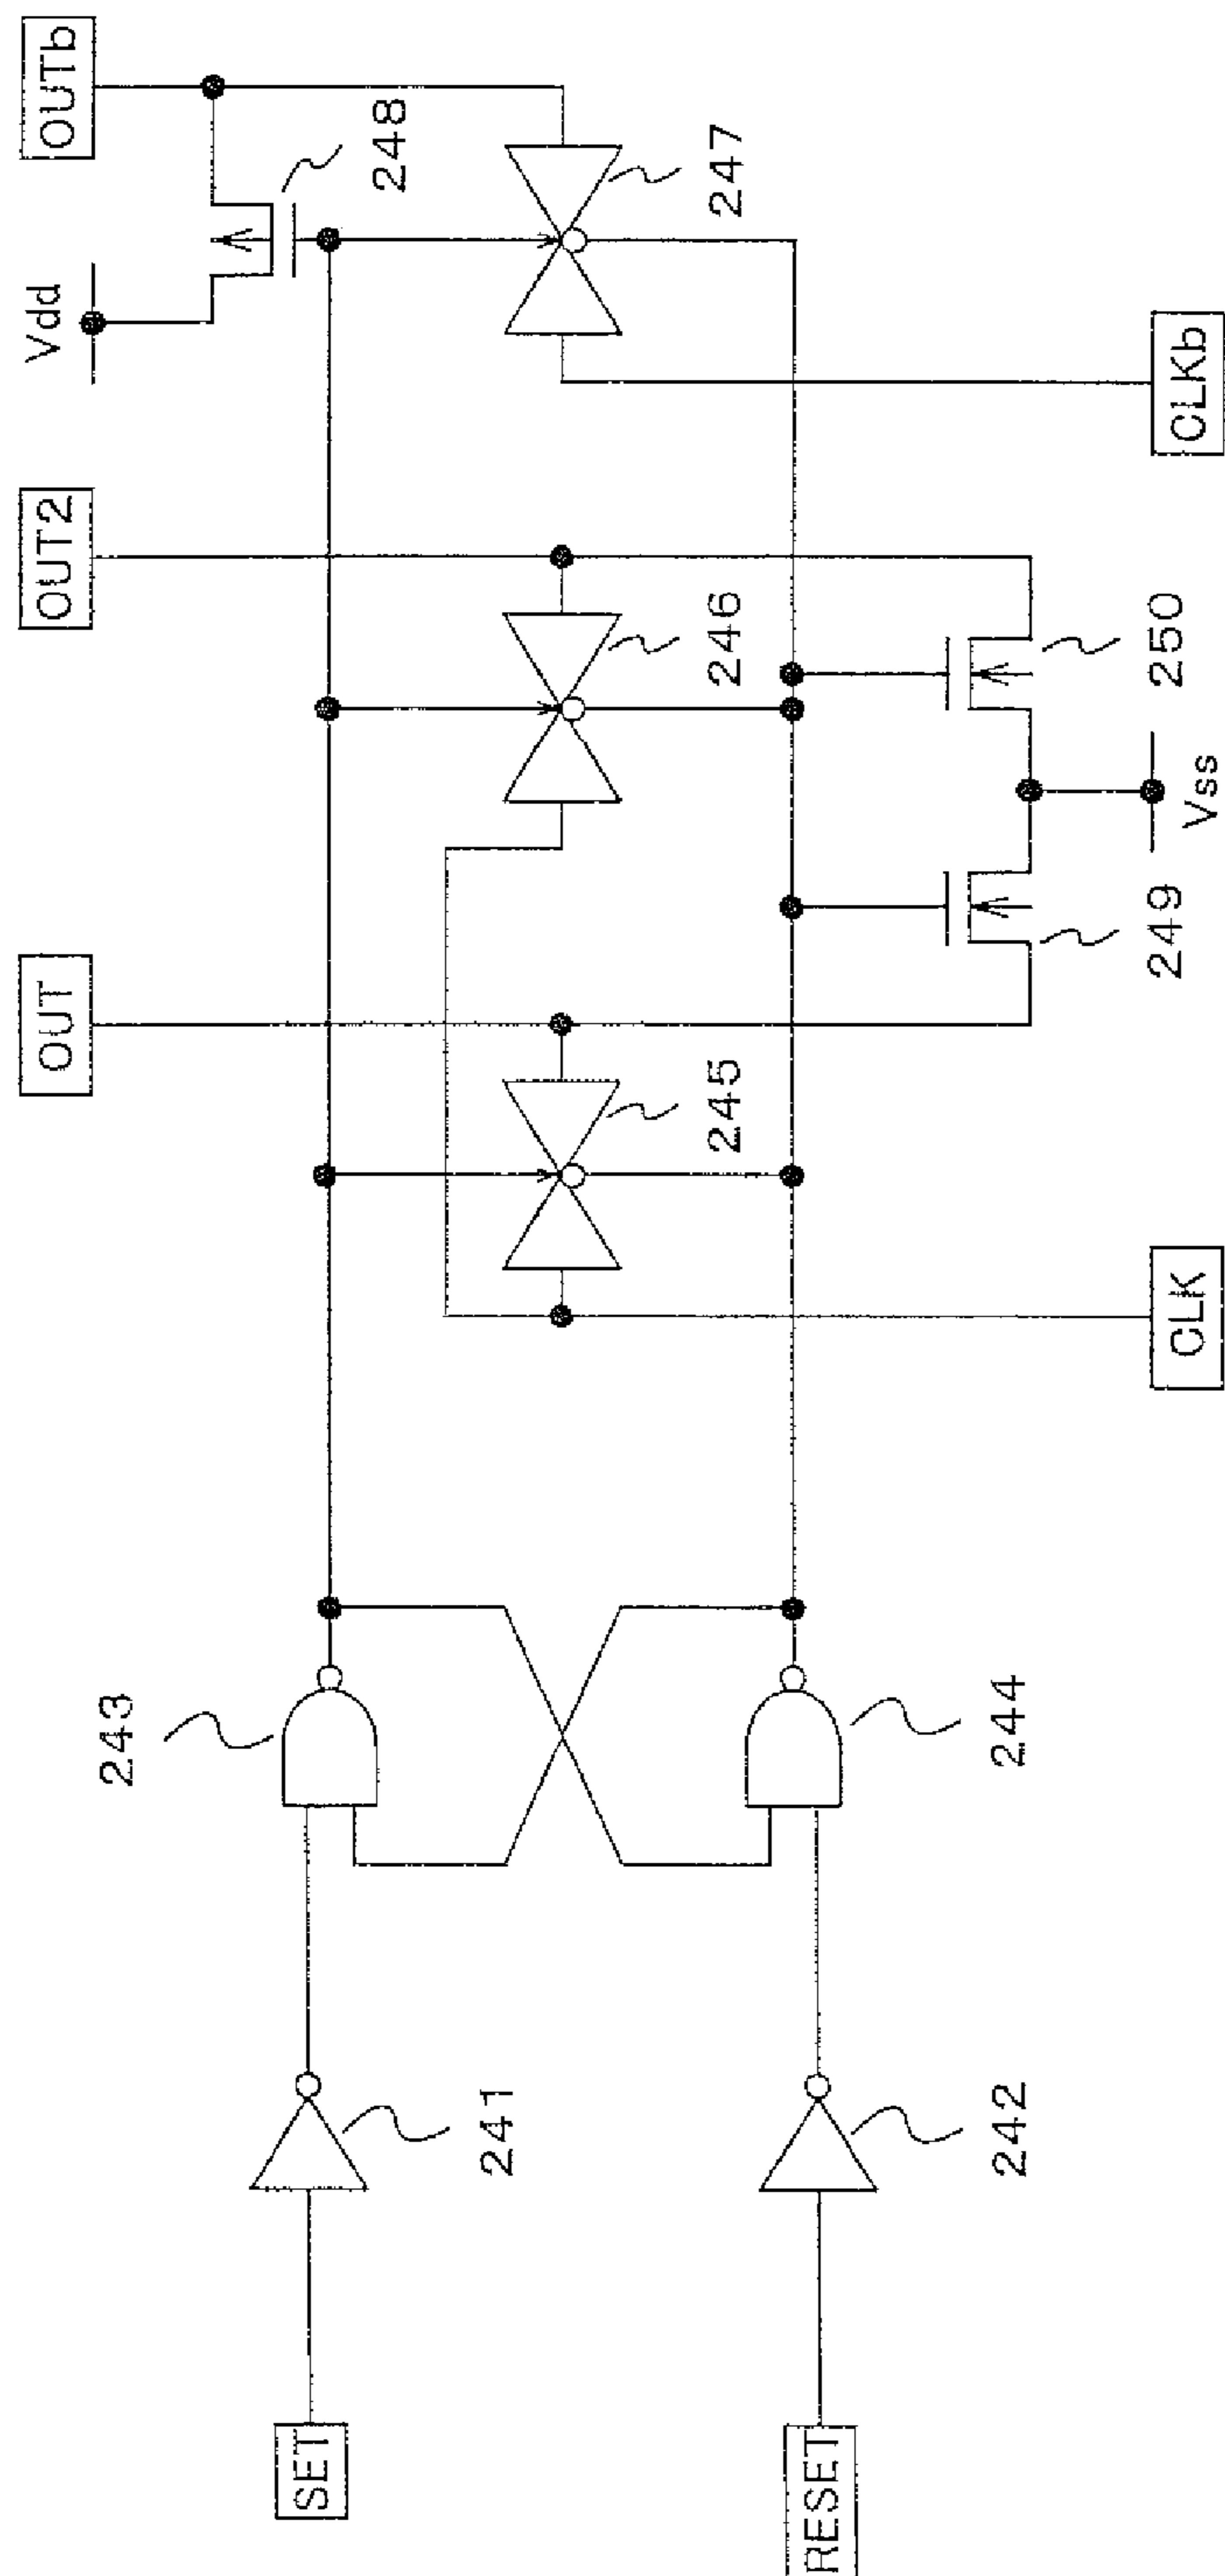 OUT
OUT2
OUTb
Vdd
248
243
245
246
247
241
SET
242
RESET
244
249
250
Vss
CLK
CLKb